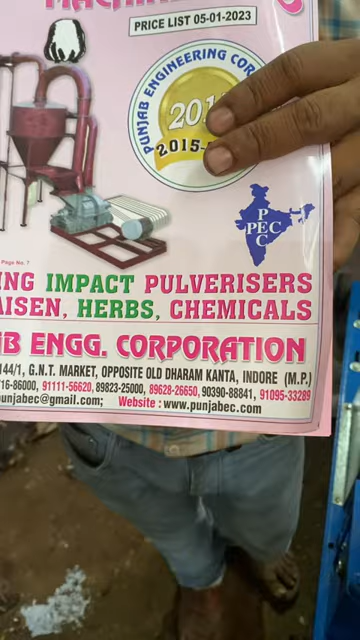 PRICE LIST 05-01-2023
PUNJAB ENGINEERING COR
201
2015-
P
PEC
C
Page No. 7
ING IMPACT PULVERISERS
AISEN, HERBS, CHEMICALS
B ENGG. CORPORATION
144/1, G.N.T. MARKET, OPPOSITE OLD DHARAM KANTA, INDORE (M.P.)
16-86000, 91111-56620, 89823-25000, 89628-26650, 90390-88841, 91095-33289
unjabec@gmail.com; Website : www.punjabec.com